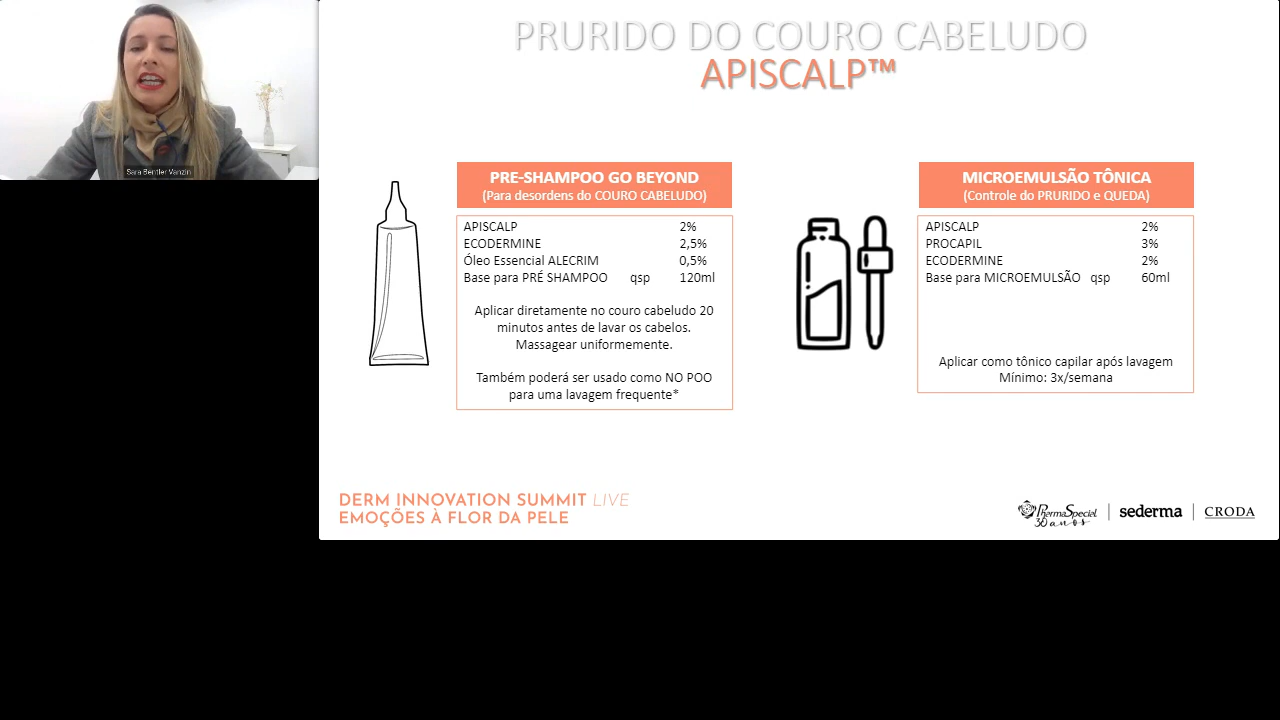 Sara Bentler Vanzin
PRURIDO DO COURO CABELUDO
APISCALP™
PRE-SHAMPOO GO BEYOND
(Para desordens do COURO CABELUDO)
APISCALP 2%
ECODERMINE 2,5%
Óleo Essencial ALECRIM 0,5%
Base para PRÉ SHAMPOO qsp 120ml
Aplicar diretamente no couro cabeludo 20
minutos antes de lavar os cabelos.
Massagear uniformemente.
Também poderá ser usado como NO POO
para uma lavagem frequente*
MICROEMULSÃO TÔNICA
(Controle do PRURIDO e QUEDA)
APISCALP 2%
PROCAPIL 3%
ECODERMINE 2%
Base para MICROEMULSÃO qsp 60ml
Aplicar como tônico capilar após lavagem
Mínimo: 3x/semana
DERM INNOVATION SUMMIT LIVE
EMOÇÕES À FLOR DA PELE
PharmaSpecial
30 anos
sederma
CRODA